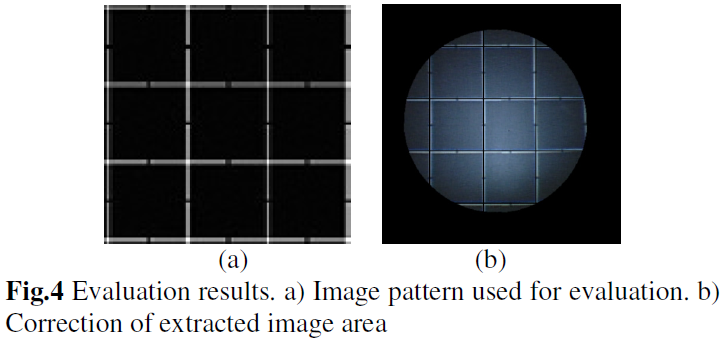 (a) (b)
Fig.4 Evaluation results. a) Image pattern used for evaluation. b)
Correction of extracted image area